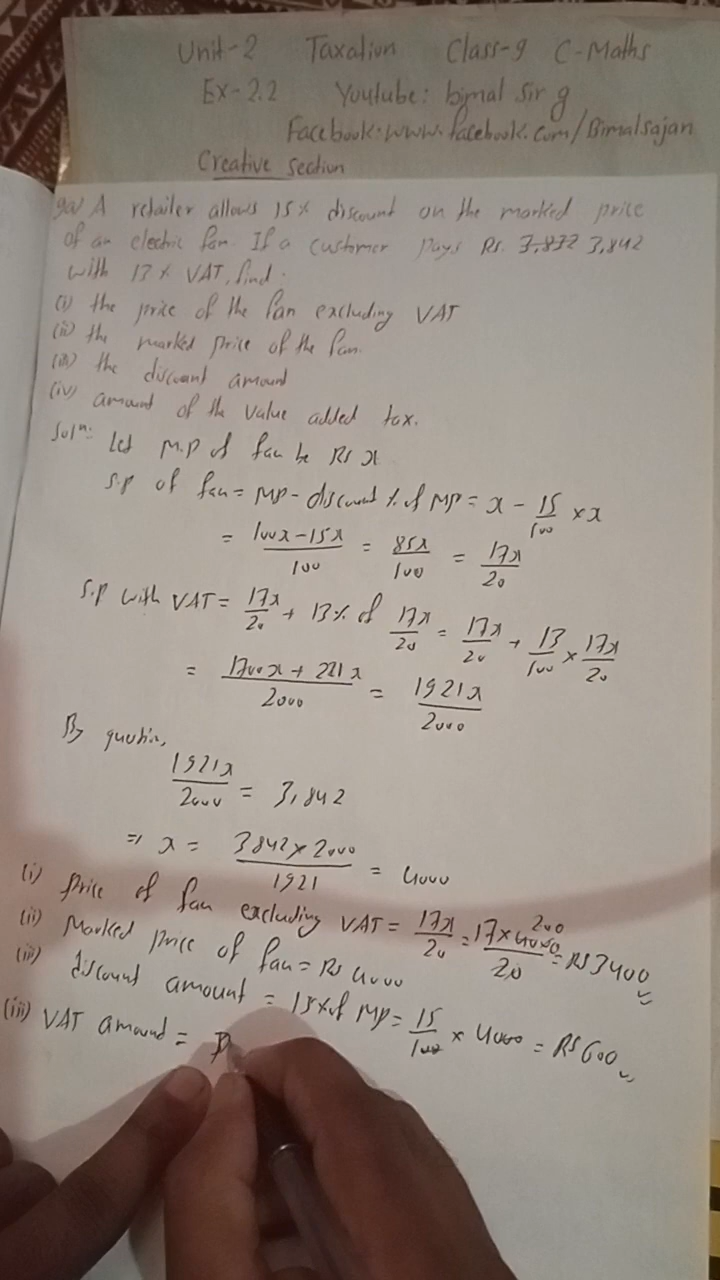 Unit-2 Taxation Class-9 C-Maths
Ex-2.2 Youtube: bimal sir g
Facebook:www.facebook.com/Bimalsajan
Creative section
9a) A retailer allows 15% discount on the marked price
of an electric fan. If a customer pays Rs. 3,832 3,842
with 13% VAT, find.
(i) the price of the fan excluding VAT
(ii) the marked price of the fan.
(iii) the discount amount
(iv) amount of the value added tax.
Solⁿ: Let M.P of fan be Rs x
S.P of fan = MP - discount % of MP = x - 15/100 × x
= 100x-15x/100 = 85x/100 = 17x/20
S.P with VAT = 17x/20 + 13% of 17x/20 = 17x/20 + 13/100 × 17x/20
= 1700x + 221x/2000 = 1921x/2000
By question,
1921x/2000 = 3,842
⇒ x = 3842×2000/1921 = 4000
(i) Price of fan excluding VAT = 17x/20 = 17×4000/20 200 = Rs 3400
(ii) Marked price of fan = Rs 4000
(iii) discount amount = 15% of MP = 15/100 × 4000 = Rs 600
(iii) VAT amount =